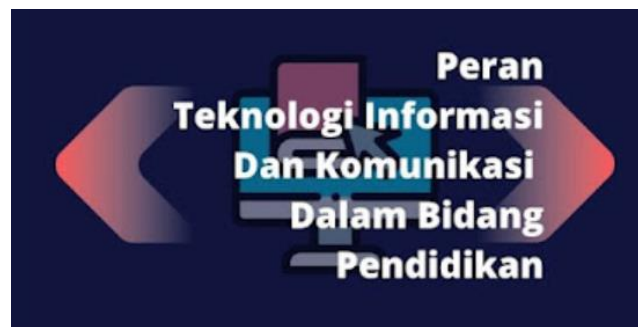 Peran
Teknologi Informasi
Dan Komunikasi
Dalam Bidang
Pendidikan